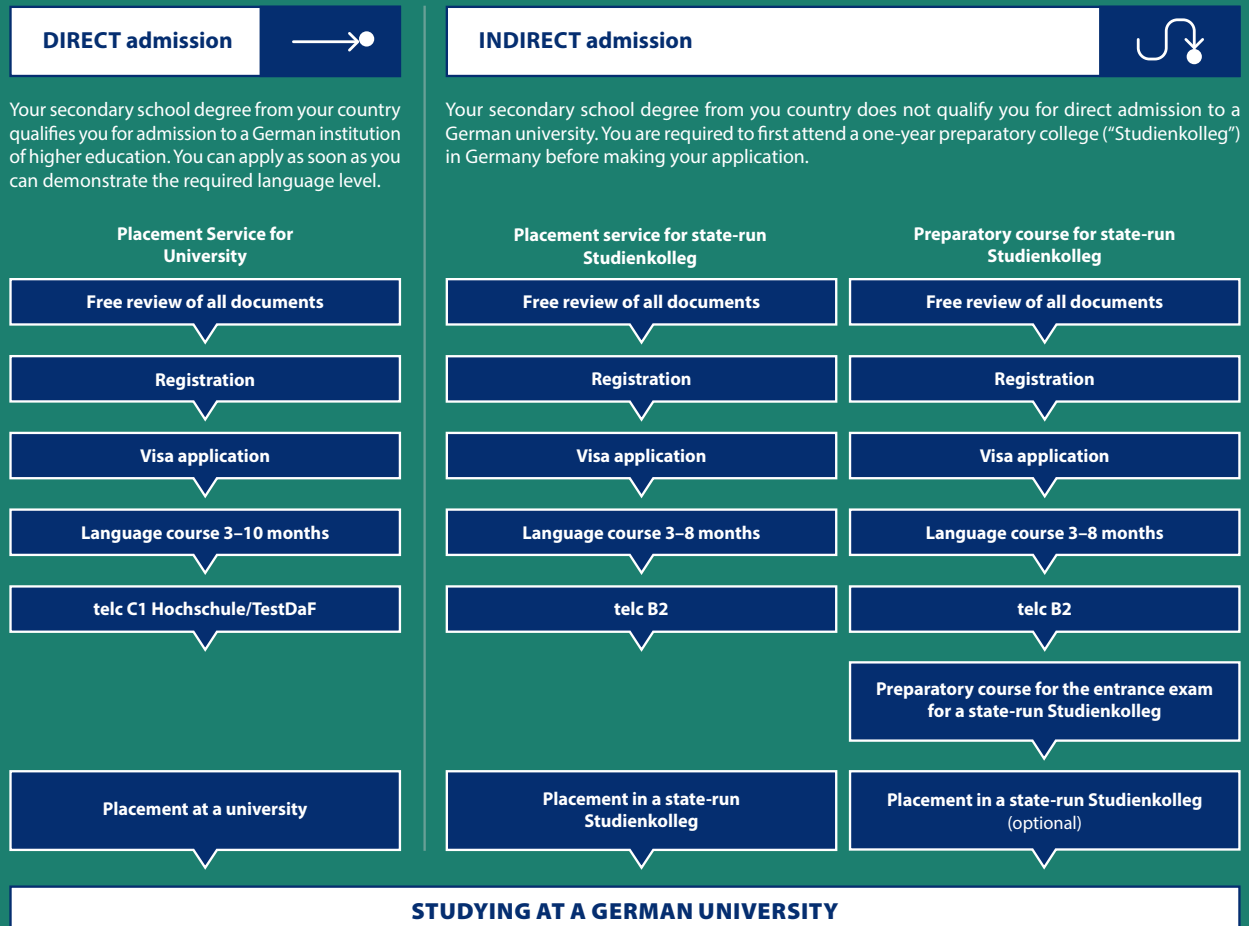 DIRECT admission
Your secondary school degree from your country
qualifies you for admission to a German institution
of higher education. You can apply as soon as you
can demonstrate the required language level.
Placement Service for
University
Free review of all documents
Registration
Visa application
Language course 3–10 months
telc C1 Hochschule/TestDaF
Placement at a university
INDIRECT admission
Your secondary school degree from you country does not qualify you for direct admission to a
German university. You are required to first attend a one-year preparatory college (“Studienkolleg”)
in Germany before making your application.
Placement service for state-run
Studienkolleg
Free review of all documents
Registration
Visa application
Language course 3–8 months
telc B2
Placement in a state-run
Studienkolleg
Preparatory course for state-run
Studienkolleg
Free review of all documents
Registration
Visa application
Language course 3–8 months
telc B2
Preparatory course for the entrance exam
for a state-run Studienkolleg
Placement in a state-run Studienkolleg
(optional)
STUDYING AT A GERMAN UNIVERSITY